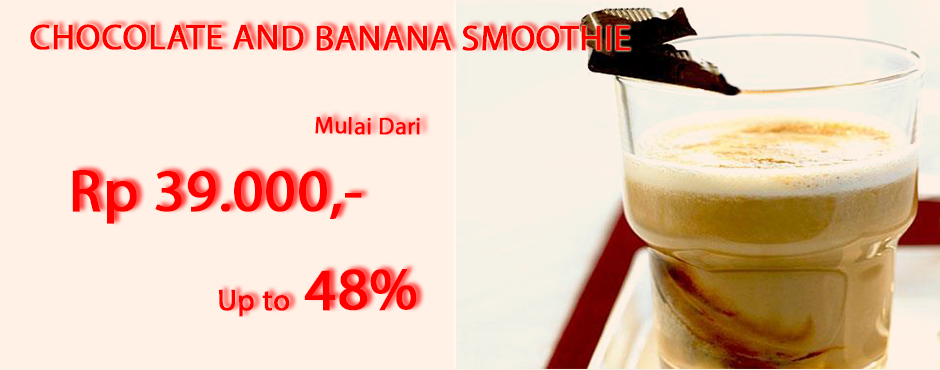 CHOCOLATE AND BANANA SMOOTHIE
Mulai Dari
Rp 39.000,-
Up to 48%